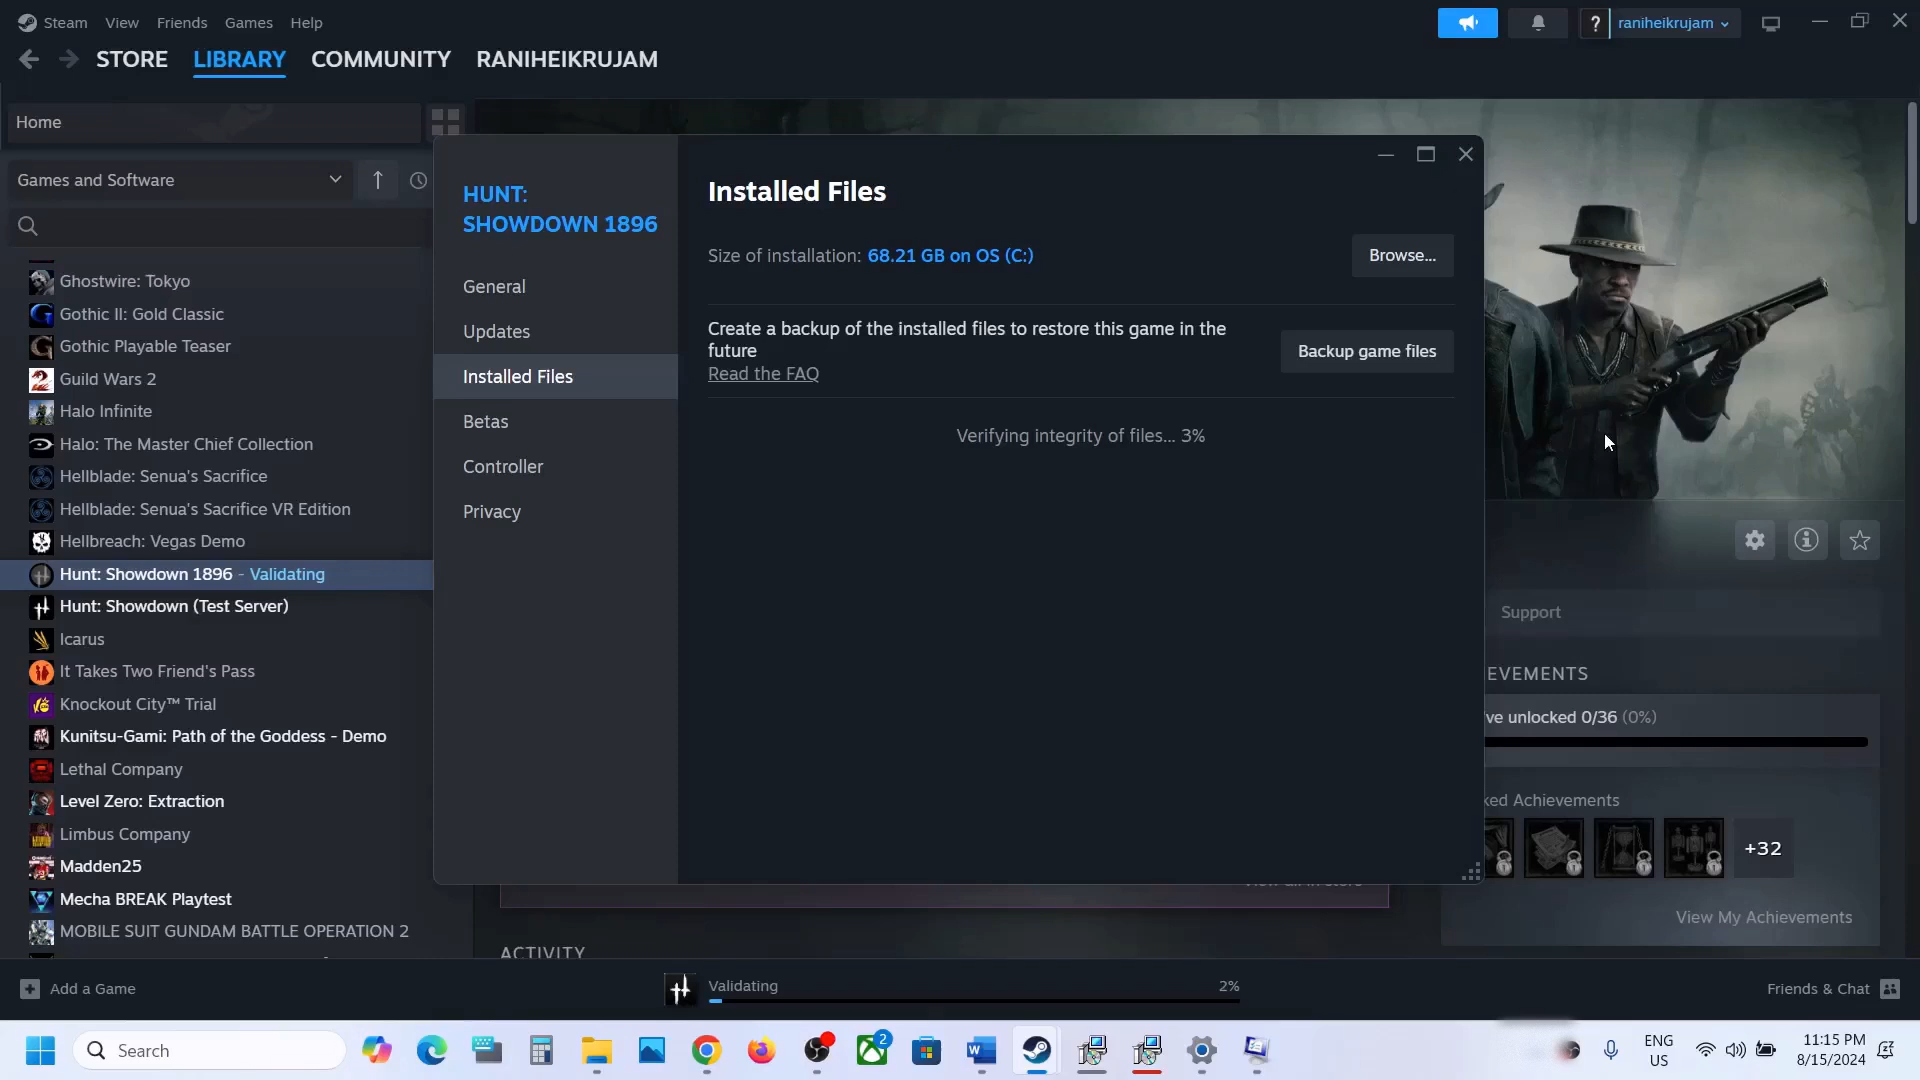 Steam View Friends Games Help
? raniheikrujam
STORE LIBRARY COMMUNITY RANIHEIKRUJAM
Home
Games and Software
Ghostwire: Tokyo
Gothic II: Gold Classic
Gothic Playable Teaser
Guild Wars 2
Halo Infinite
Halo: The Master Chief Collection
Hellblade: Senua's Sacrifice
Hellblade: Senua's Sacrifice VR Edition
Hellbreach: Vegas Demo
Hunt: Showdown 1896 - Validating
Hunt: Showdown (Test Server)
Icarus
It Takes Two Friend's Pass
Knockout City™ Trial
Kunitsu-Gami: Path of the Goddess - Demo
Lethal Company
Level Zero: Extraction
Limbus Company
Madden25
Mecha BREAK Playtest
MOBILE SUIT GUNDAM BATTLE OPERATION 2
HUNT:
SHOWDOWN 1896
General
Updates
Installed Files
Betas
Controller
Privacy
Installed Files
Size of installation: 68.21 GB on OS (C:)
Browse...
Create a backup of the installed files to restore this game in the
future
Read the FAQ
Backup game files
Verifying integrity of files... 3%
Support
EVEMENTS
've unlocked 0/36 (0%)
ked Achievements
+32
View My Achievements
ACTIVITY
Add a Game
Validating 2%
Friends & Chat
Search
2
ENG
US
11:15 PM
8/15/2024